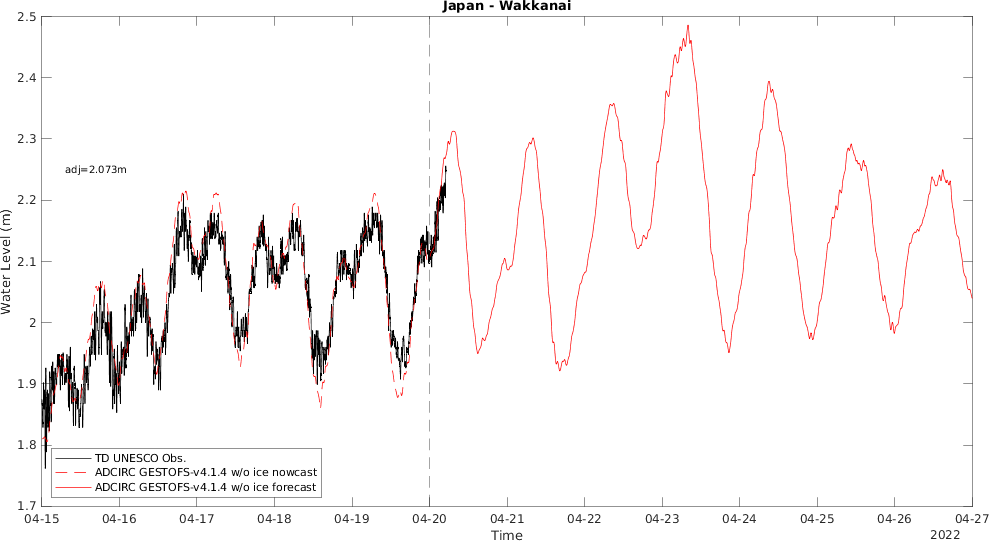 Japan - Wakkanai
2.5
2.4
2.3
2.2
2.1
2
1.9
1.8
1.7
Water Level (m)
adj=2.073m
TD UNESCO Obs.
ADCIRC GESTOFS-v4.1.4 w/o ice nowcast
ADCIRC GESTOFS-v4.1.4 w/o ice forecast
04-15 04-16 04-17 04-18 04-19 04-20 04-21 04-22 04-23 04-24 04-25 04-26 04-27
Time
2022